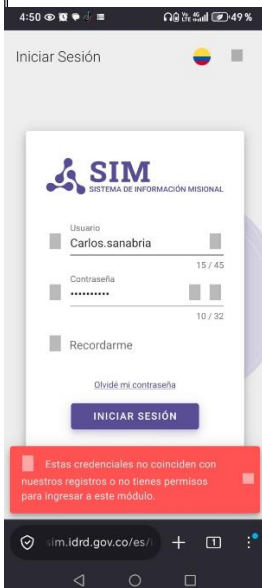 4:50
49 %
Iniciar Sesión
SIM
SISTEMA DE INFORMACIÓN MISIONAL
Usuario
Carlos.sanabria
15 / 45
Contraseña
••••••••••
10 / 32
Recordarme
Olvidé mi contraseña
INICIAR SESIÓN
Estas credenciales no coinciden con
nuestros registros o no tienes permisos
para ingresar a este módulo.
sim.idrd.gov.co/es/i
1